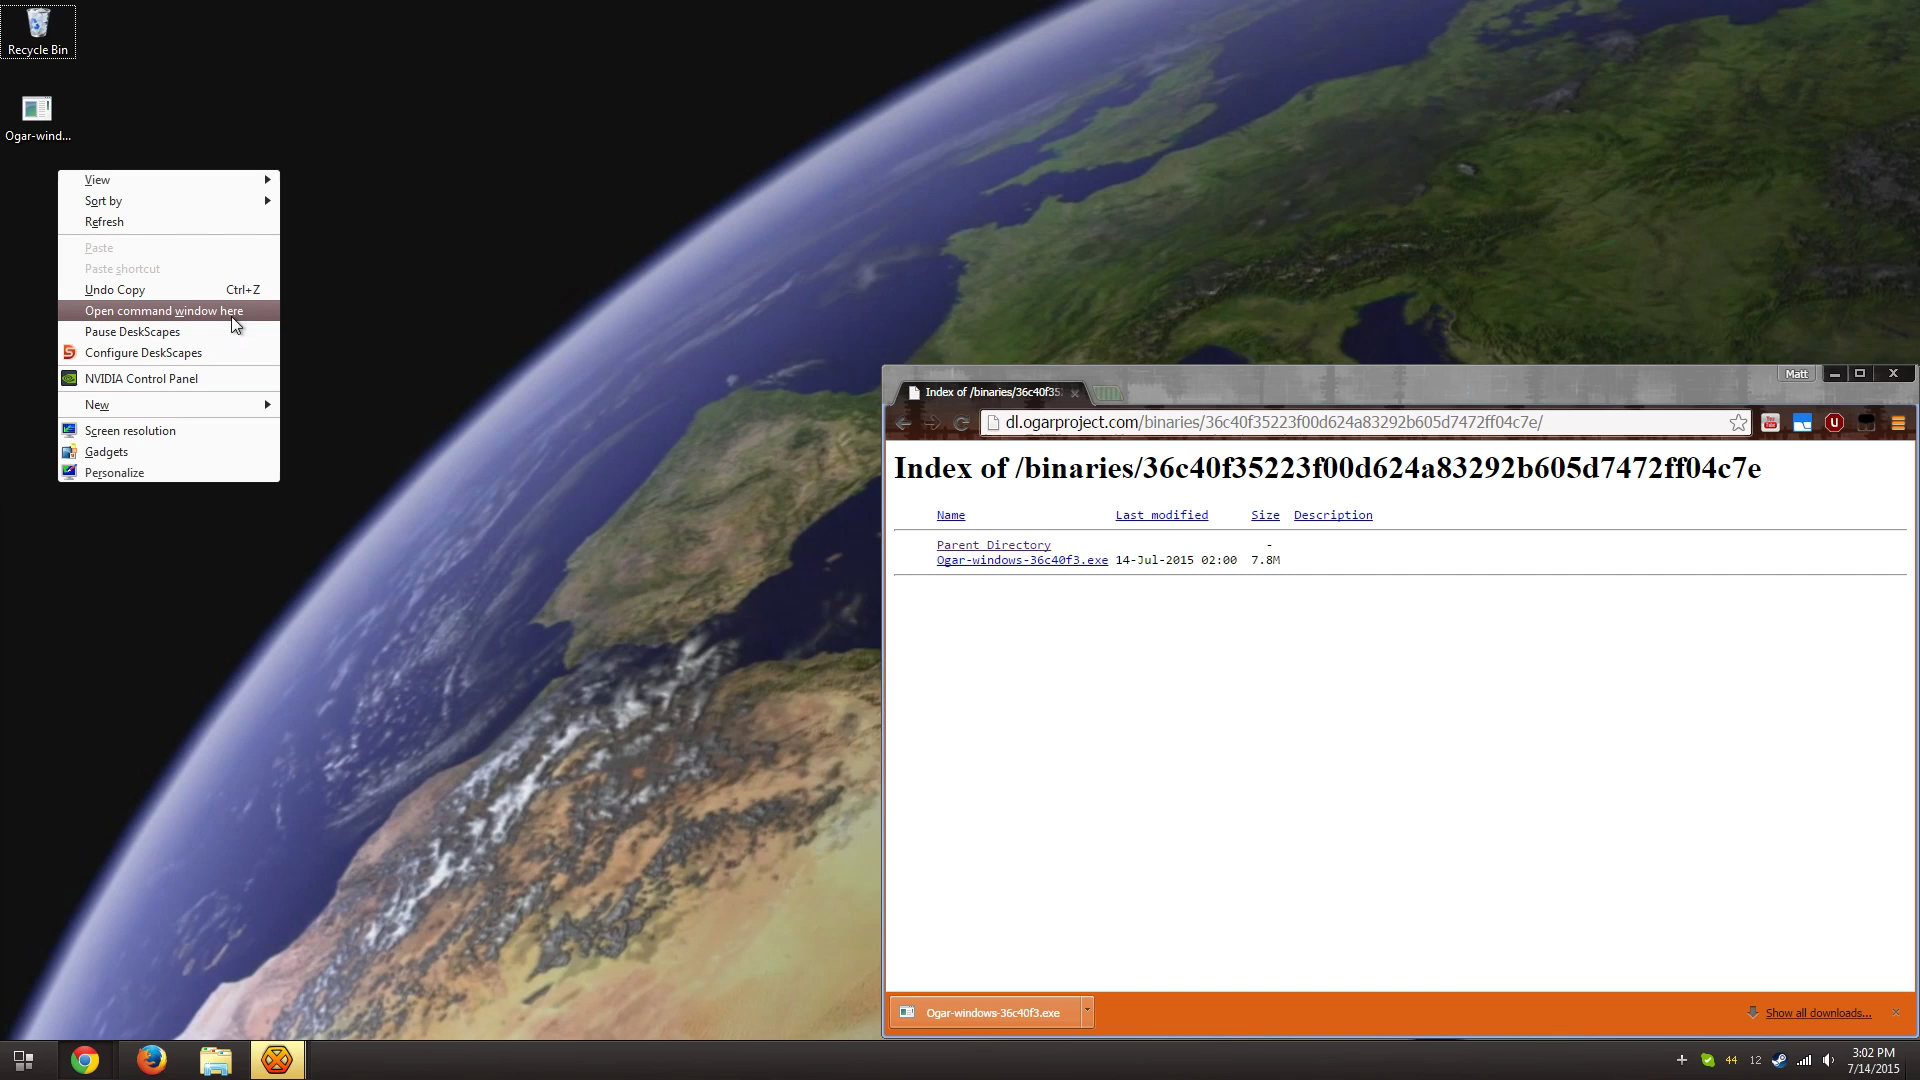 Recycle Bin
Ogar-wind...
View
Sort by
Refresh
Paste
Paste shortcut
Undo Copy Ctrl+Z
Open command window here
Pause DeskScapes
Configure DeskScapes
NVIDIA Control Panel
New
Screen resolution
Gadgets
Personalize
Matt
Index of /binaries/36c40f35
dl.ogarproject.com/binaries/36c40f35223f00d624a83292b605d7472ff04c7e/
Index of /binaries/36c40f35223f00d624a83292b605d7472ff04c7e
Name Last modified Size Description
Parent Directory -
Ogar-windows-36c40f3.exe 14-Jul-2015 02:00 7.8M
Ogar-windows-36c40f3.exe
Show all downloads...
44 12
3:02 PM
7/14/2015